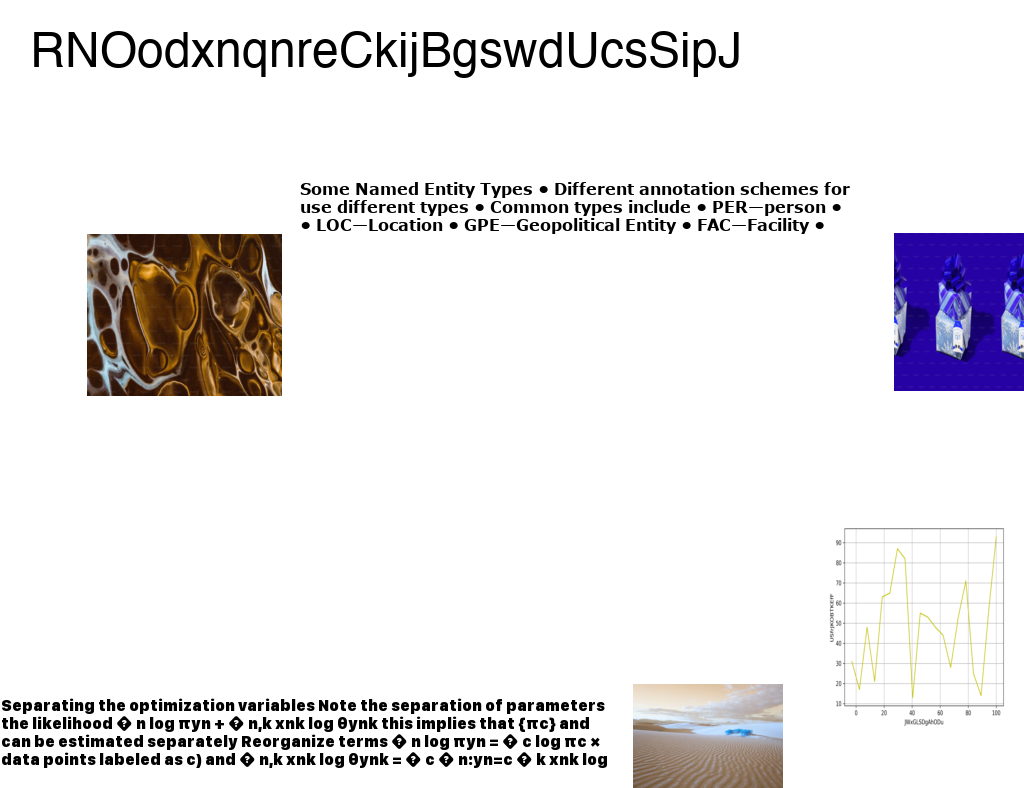 RNOodxnqnreCkijBgswdUcsSipJ
Some Named Entity Types • Different annotation schemes for
use different types • Common types include • PER—person •
• LOC—Location • GPE—Geopolitical Entity • FAC—Facility •
90
80
70
60
50
40
30
20
10
0 20 40 60 80 100
Separating the optimization variables Note the separation of parameters
the likelihood � n log πyn + � n,k xnk log θynk this implies that {πc} and
can be estimated separately Reorganize terms � n log πyn = � c log πc ×
data points labeled as c) and � n,k xnk log θynk = � c � n:yn=c � k xnk log